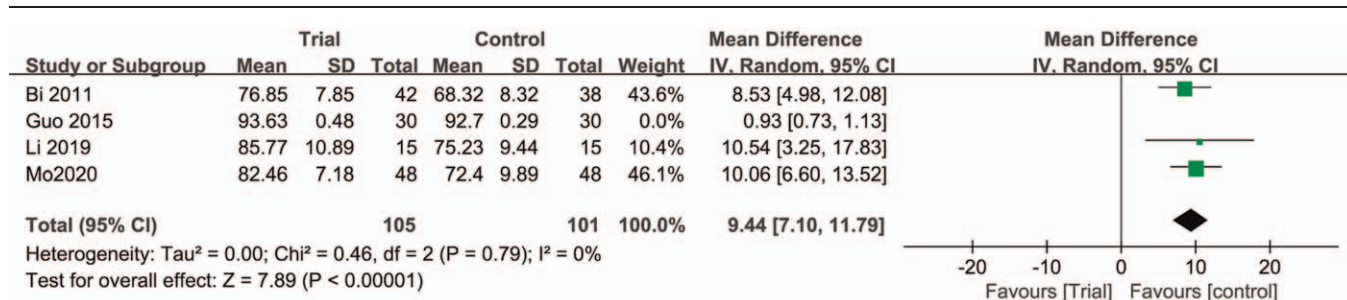 Trial Control Mean Difference Mean Difference
Study or Subgroup Mean SD Total Mean SD Total Weight IV, Random, 95% CI IV, Random, 95% CI
Bi 2011 76.85 7.85 42 68.32 8.32 38 43.6% 8.53 [4.98, 12.08]
Guo 2015 93.63 0.48 30 92.7 0.29 30 0.0% 0.93 [0.73, 1.13]
Li 2019 85.77 10.89 15 75.23 9.44 15 10.4% 10.54 [3.25, 17.83]
Mo2020 82.46 7.18 48 72.4 9.89 48 46.1% 10.06 [6.60, 13.52]
Total (95% CI) 105 101 100.0% 9.44 [7.10, 11.79]
Heterogeneity: Tau² = 0.00; Chi² = 0.46, df = 2 (P = 0.79); I² = 0%
Test for overall effect: Z = 7.89 (P < 0.00001)
-20 -10 0 10 20
Favours [Trial] Favours [control]